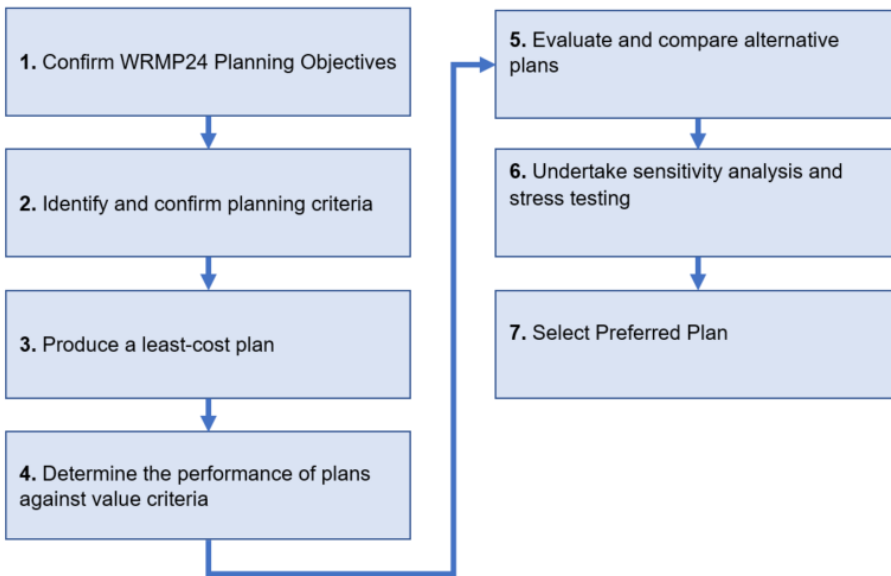 1. Confirm WRMP24 Planning Objectives
2. Identify and confirm planning criteria
3. Produce a least-cost plan
4. Determine the performance of plans
against value criteria
5. Evaluate and compare alternative
plans
6. Undertake sensitivity analysis and
stress testing
7. Select Preferred Plan